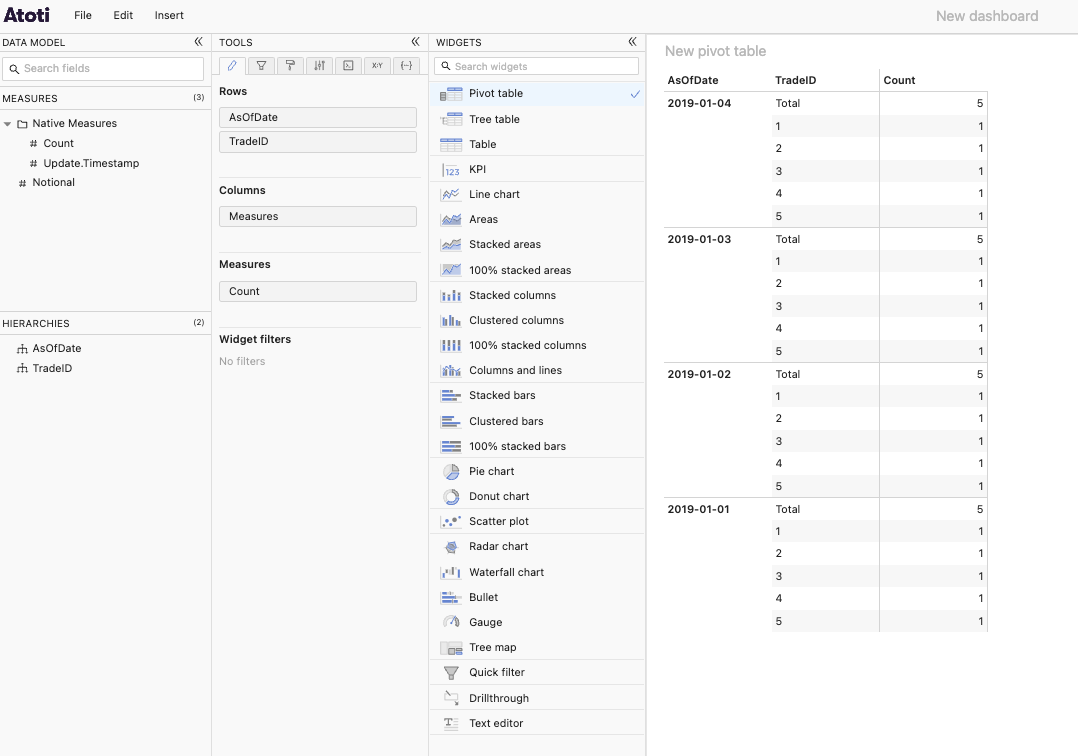 Atoti File Edit Insert New dashboard
DATA MODEL
Search fields
MEASURES (3)
Native Measures
Count
Update.Timestamp
Notional
HIERARCHIES (2)
AsOfDate
TradeID
TOOLS
Rows
AsOfDate
TradeID
Columns
Measures
Measures
Count
Widget filters
No filters
WIDGETS
Search widgets
Pivot table
Tree table
Table
KPI
Line chart
Areas
Stacked areas
100% stacked areas
Stacked columns
Clustered columns
100% stacked columns
Columns and lines
Stacked bars
Clustered bars
100% stacked bars
Pie chart
Donut chart
Scatter plot
Radar chart
Waterfall chart
Bullet
Gauge
Tree map
Quick filter
Drillthrough
Text editor
New pivot table
AsOfDate TradeID Count
2019-01-04 Total 5
1 1
2 1
3 1
4 1
5 1
2019-01-03 Total 5
1 1
2 1
3 1
4 1
5 1
2019-01-02 Total 5
1 1
2 1
3 1
4 1
5 1
2019-01-01 Total 5
1 1
2 1
3 1
4 1
5 1